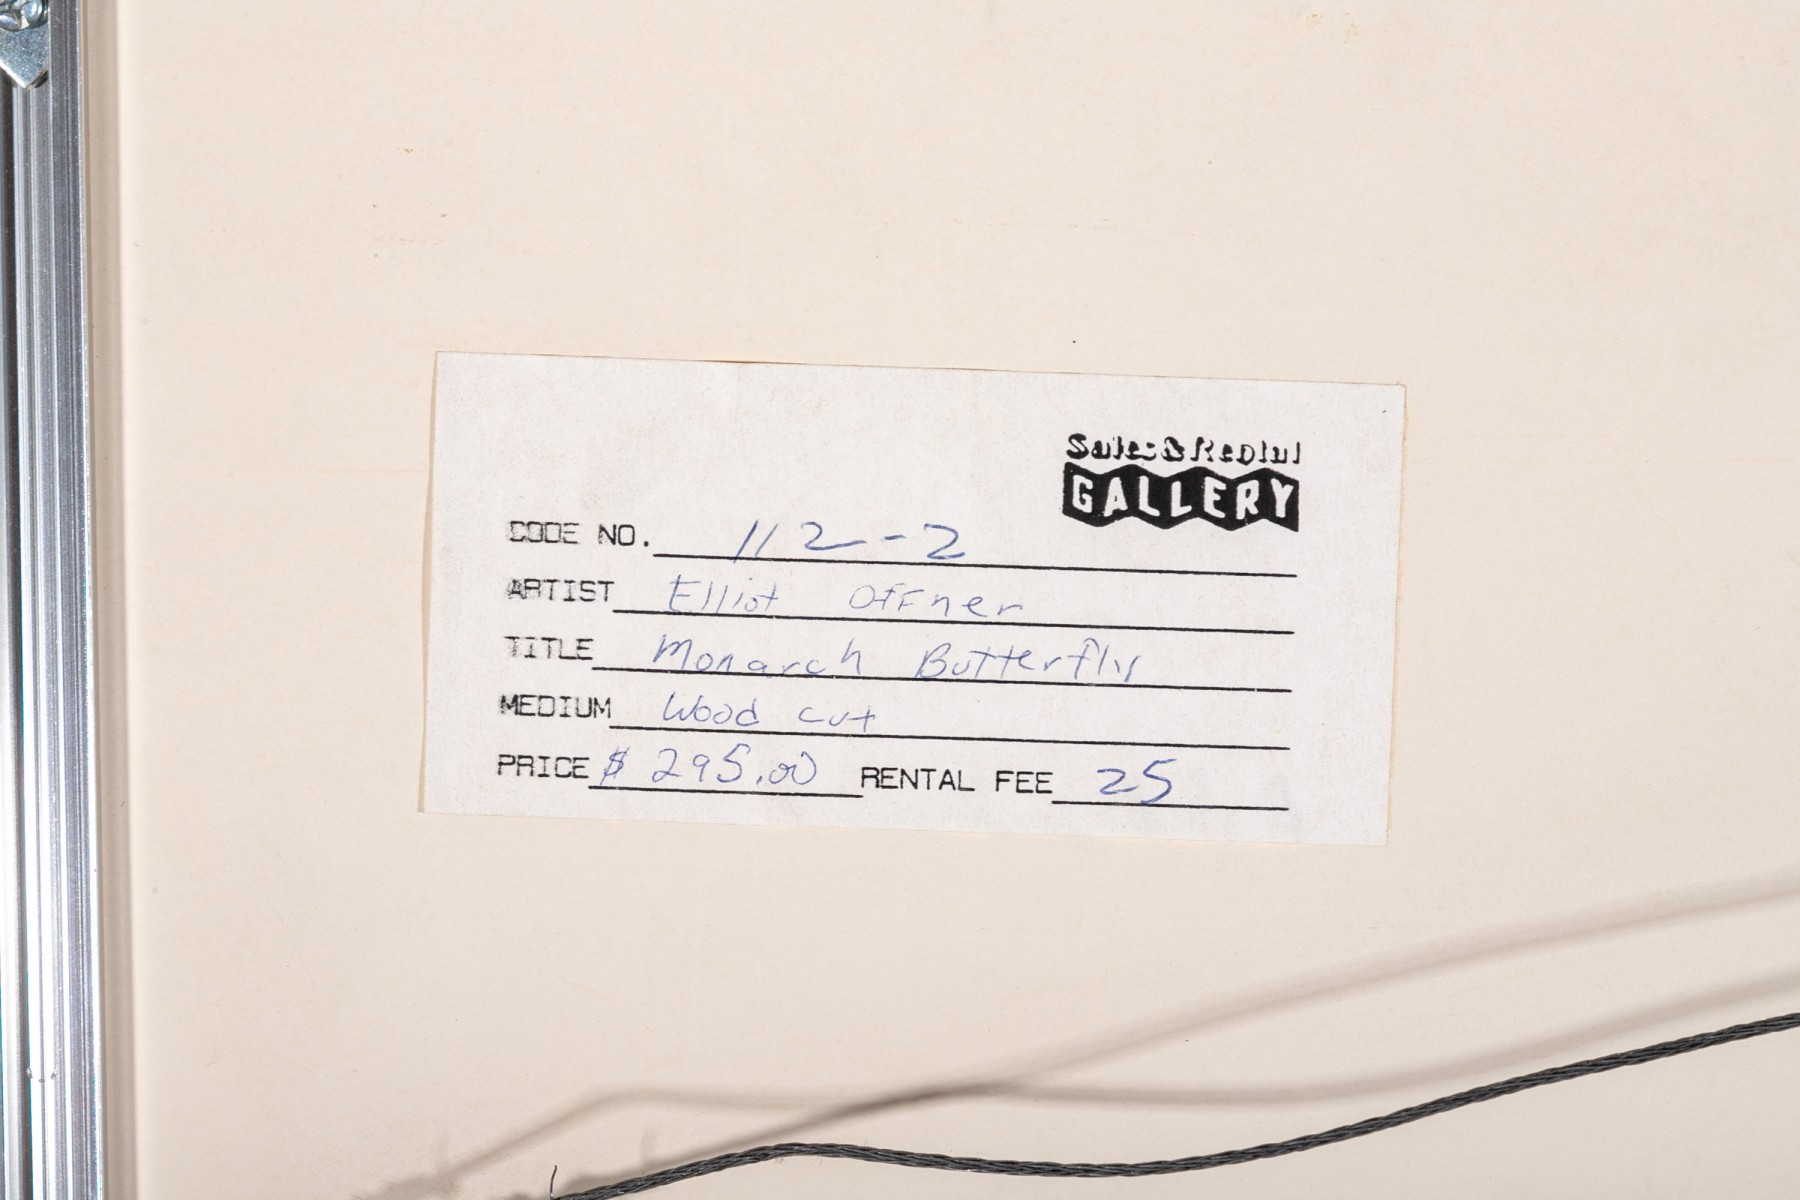 Sales & Rental
GALLERY
CODE NO. 112-2
ARTIST Elliot Offner
TITLE Monarch Butterfly
MEDIUM Wood cut
PRICE $ 295.00 RENTAL FEE 25